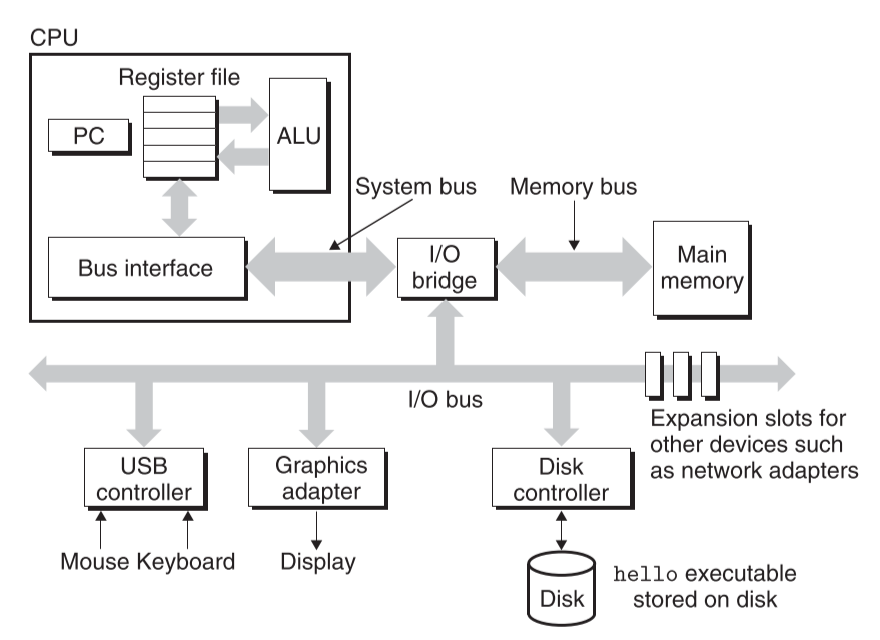 CPU
Register file
PC
ALU
System bus
Memory bus
Bus interface
I/O
bridge
Main
memory
I/O bus
Expansion slots for
other devices such
as network adapters
USB
controller
Graphics
adapter
Disk
controller
Mouse Keyboard
Display
Disk
hello executable
stored on disk